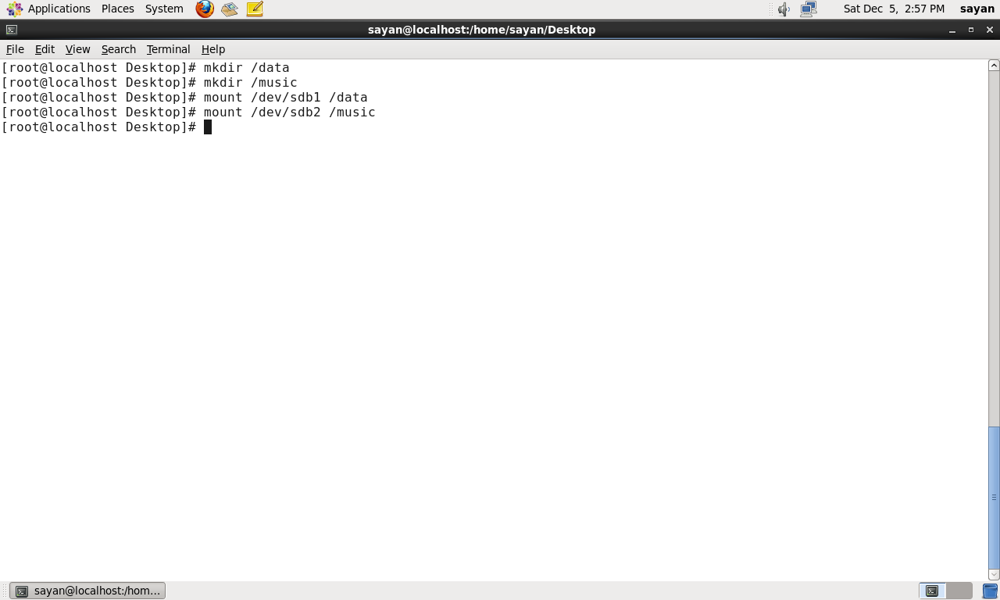 Applications Places System Sat Dec 5, 2:57 PM sayan
sayan@localhost:/home/sayan/Desktop
File Edit View Search Terminal Help
[root@localhost Desktop]# mkdir /data
[root@localhost Desktop]# mkdir /music
[root@localhost Desktop]# mount /dev/sdb1 /data
[root@localhost Desktop]# mount /dev/sdb2 /music
[root@localhost Desktop]#
sayan@localhost:/hom...